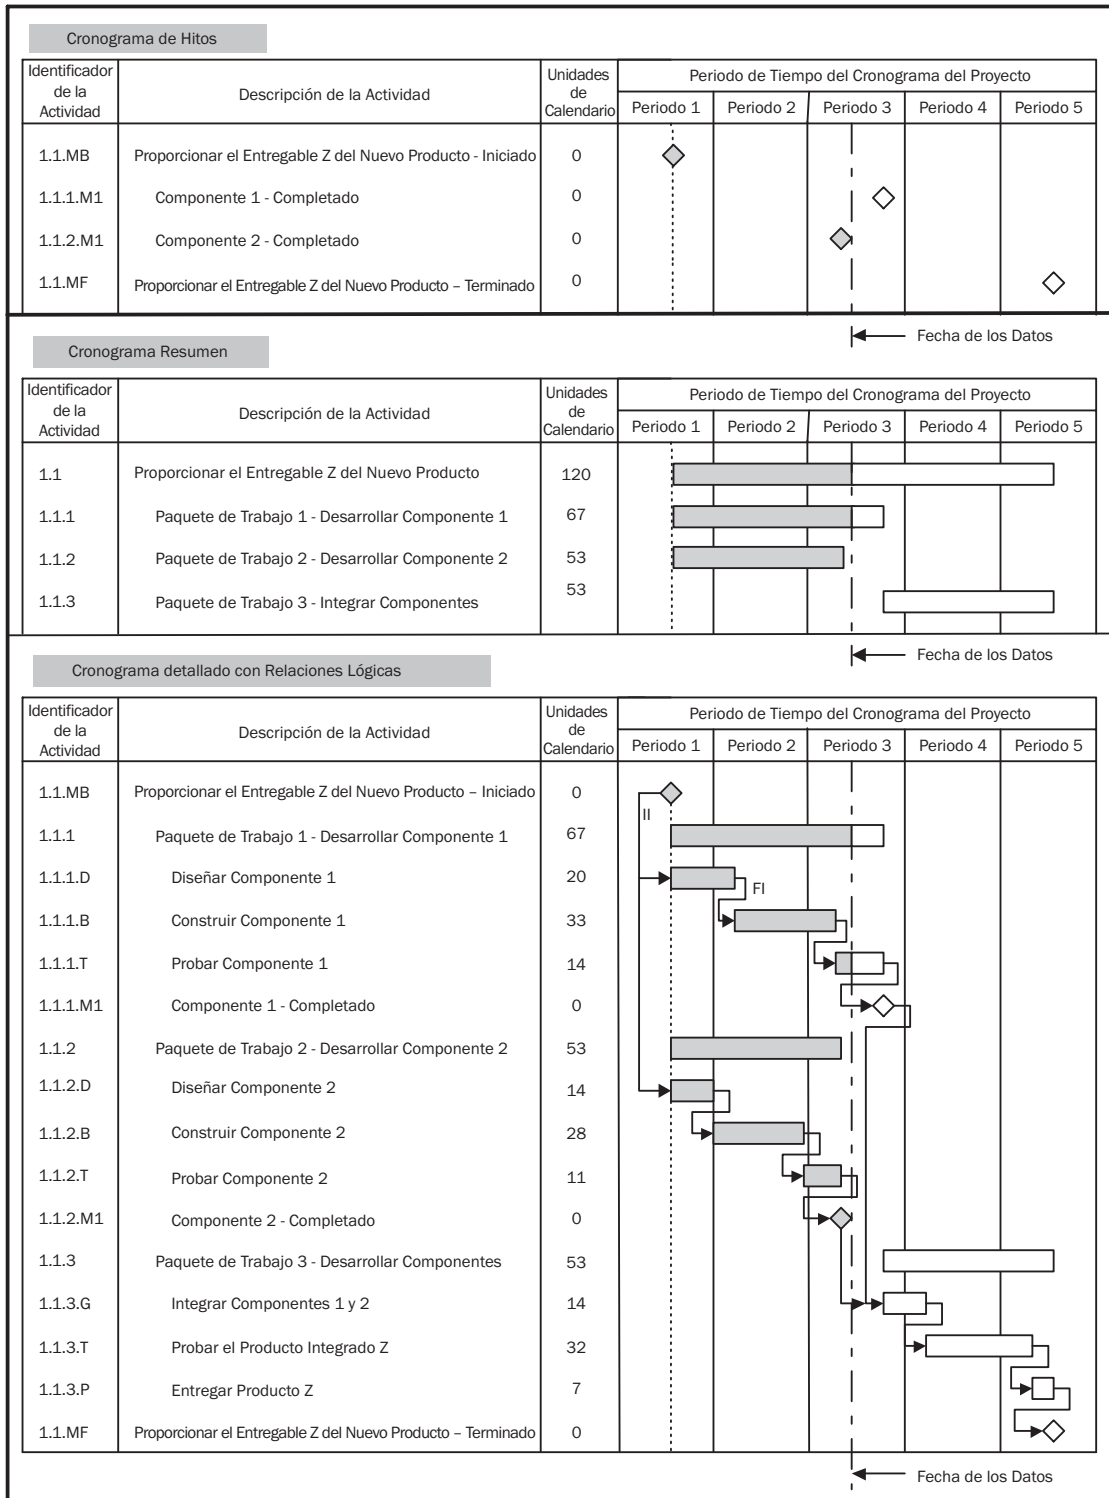 Cronograma de Hitos
Identificador de la Actividad
Descripción de la Actividad
Unidades de Calendario
Periodo de Tiempo del Cronograma del Proyecto
Periodo 1 Periodo 2 Periodo 3 Periodo 4 Periodo 5
1.1.MB Proporcionar el Entregable Z del Nuevo Producto - Iniciado 0
1.1.1.M1 Componente 1 - Completado 0
1.1.2.M1 Componente 2 - Completado 0
1.1.MF Proporcionar el Entregable Z del Nuevo Producto – Terminado 0
Fecha de los Datos
Cronograma Resumen
Identificador de la Actividad
Descripción de la Actividad
Unidades de Calendario
Periodo de Tiempo del Cronograma del Proyecto
Periodo 1 Periodo 2 Periodo 3 Periodo 4 Periodo 5
1.1 Proporcionar el Entregable Z del Nuevo Producto 120
1.1.1 Paquete de Trabajo 1 - Desarrollar Componente 1 67
1.1.2 Paquete de Trabajo 2 - Desarrollar Componente 2 53
1.1.3 Paquete de Trabajo 3 - Integrar Componentes 53
Fecha de los Datos
Cronograma detallado con Relaciones Lógicas
Identificador de la Actividad
Descripción de la Actividad
Unidades de Calendario
Periodo de Tiempo del Cronograma del Proyecto
Periodo 1 Periodo 2 Periodo 3 Periodo 4 Periodo 5
1.1.MB Proporcionar el Entregable Z del Nuevo Producto – Iniciado 0
II
1.1.1 Paquete de Trabajo 1 - Desarrollar Componente 1 67
1.1.1.D Diseñar Componente 1 20
FI
1.1.1.B Construir Componente 1 33
1.1.1.T Probar Componente 1 14
1.1.1.M1 Componente 1 - Completado 0
1.1.2 Paquete de Trabajo 2 - Desarrollar Componente 2 53
1.1.2.D Diseñar Componente 2 14
1.1.2.B Construir Componente 2 28
1.1.2.T Probar Componente 2 11
1.1.2.M1 Componente 2 - Completado 0
1.1.3 Paquete de Trabajo 3 - Desarrollar Componentes 53
1.1.3.G Integrar Componentes 1 y 2 14
1.1.3.T Probar el Producto Integrado Z 32
1.1.3.P Entregar Producto Z 7
1.1.MF Proporcionar el Entregable Z del Nuevo Producto – Terminado 0
Fecha de los Datos